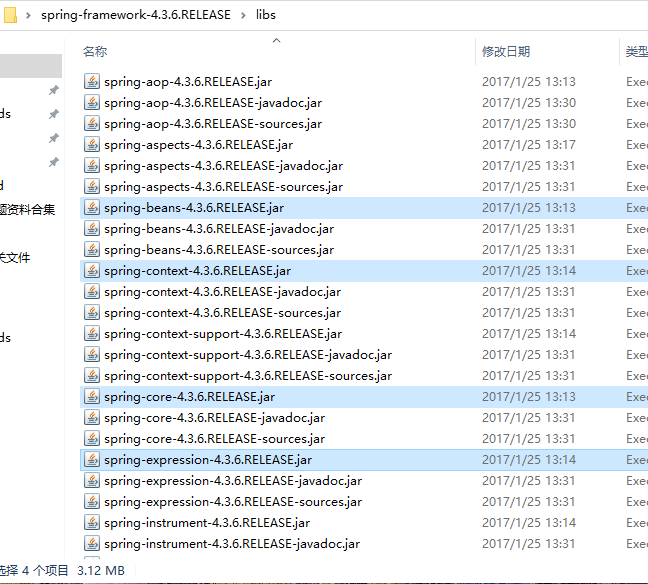 spring-framework-4.3.6.RELEASE > libs
名称 修改日期 类型
spring-aop-4.3.6.RELEASE.jar 2017/1/25 13:13 Exec
spring-aop-4.3.6.RELEASE-javadoc.jar 2017/1/25 13:30 Exec
ds spring-aop-4.3.6.RELEASE-sources.jar 2017/1/25 13:30 Exec
spring-aspects-4.3.6.RELEASE.jar 2017/1/25 13:17 Exec
spring-aspects-4.3.6.RELEASE-javadoc.jar 2017/1/25 13:31 Exec
d spring-aspects-4.3.6.RELEASE-sources.jar 2017/1/25 13:31 Exec
题资料合集 spring-beans-4.3.6.RELEASE.jar 2017/1/25 13:13 Exec
spring-beans-4.3.6.RELEASE-javadoc.jar 2017/1/25 13:31 Exec
spring-beans-4.3.6.RELEASE-sources.jar 2017/1/25 13:31 Exec
关文件 spring-context-4.3.6.RELEASE.jar 2017/1/25 13:14 Exec
spring-context-4.3.6.RELEASE-javadoc.jar 2017/1/25 13:31 Exec
spring-context-4.3.6.RELEASE-sources.jar 2017/1/25 13:31 Exec
ds spring-context-support-4.3.6.RELEASE.jar 2017/1/25 13:14 Exec
spring-context-support-4.3.6.RELEASE-javadoc.jar 2017/1/25 13:31 Exec
spring-context-support-4.3.6.RELEASE-sources.jar 2017/1/25 13:31 Exec
spring-core-4.3.6.RELEASE.jar 2017/1/25 13:13 Exec
spring-core-4.3.6.RELEASE-javadoc.jar 2017/1/25 13:31 Exec
spring-core-4.3.6.RELEASE-sources.jar 2017/1/25 13:31 Exec
spring-expression-4.3.6.RELEASE.jar 2017/1/25 13:14 Exec
spring-expression-4.3.6.RELEASE-javadoc.jar 2017/1/25 13:31 Exec
spring-expression-4.3.6.RELEASE-sources.jar 2017/1/25 13:31 Exec
spring-instrument-4.3.6.RELEASE.jar 2017/1/25 13:14 Exec
spring-instrument-4.3.6.RELEASE-javadoc.jar 2017/1/25 13:31 Exec
选择 4 个项目 3.12 MB